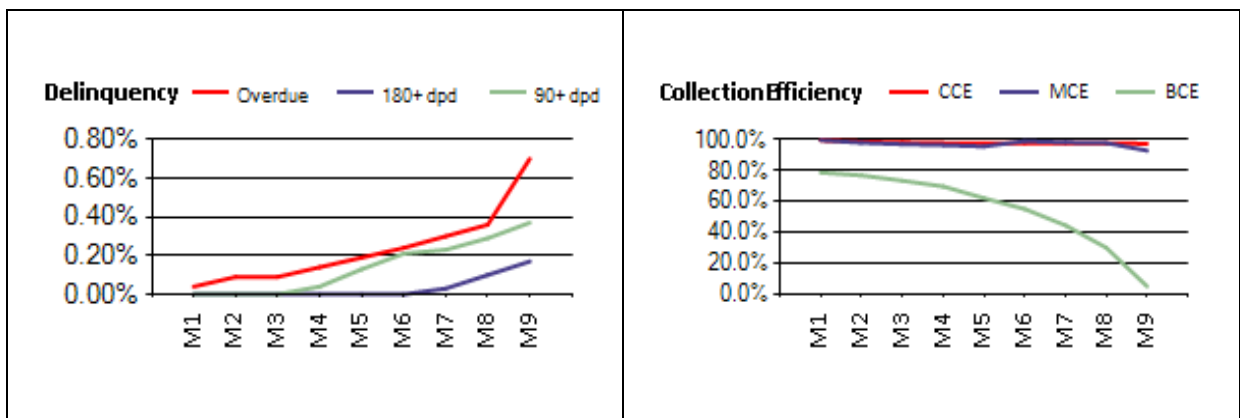 Delinquency Overdue 180+ dpd 90+ dpd
0.80%
0.60%
0.40%
0.20%
0.00%
M1 M2 M3 M4 M5 M6 M7 M8 M9
Collection Efficiency CCE MCE BCE
100.0%
80.0%
60.0%
40.0%
20.0%
0.0%
M1 M2 M3 M4 M5 M6 M7 M8 M9